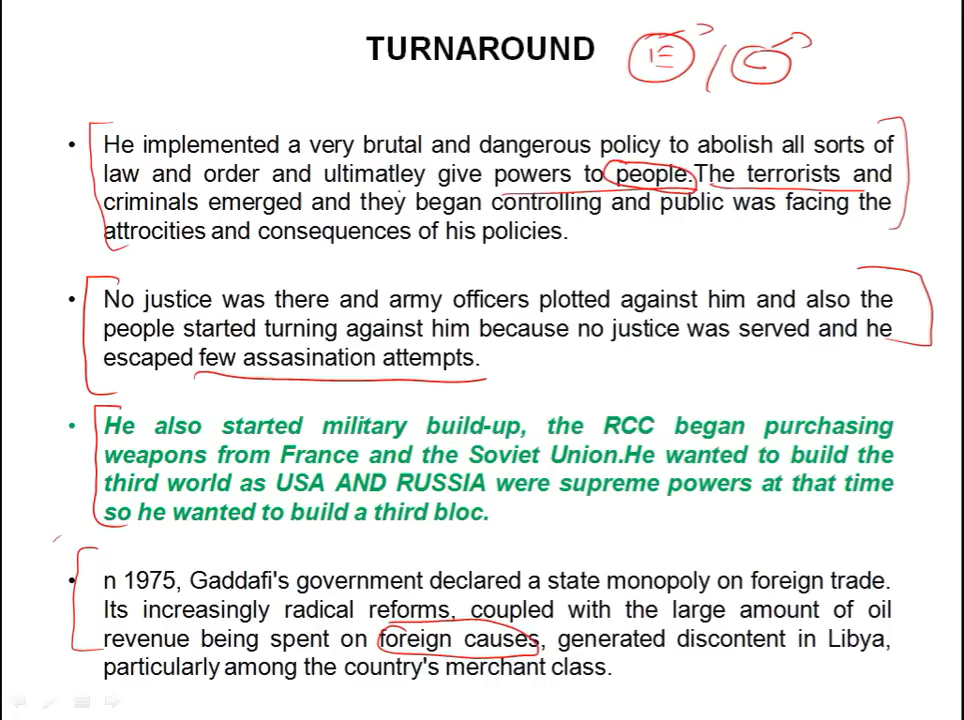 TURNAROUND E / C
• He implemented a very brutal and dangerous policy to abolish all sorts of
law and order and ultimatley give powers to people.The terrorists and
criminals emerged and they began controlling and public was facing the
attrocities and consequences of his policies.
• No justice was there and army officers plotted against him and also the
people started turning against him because no justice was served and he
escaped few assasination attempts.
• He also started military build-up, the RCC began purchasing
weapons from France and the Soviet Union.He wanted to build the
third world as USA AND RUSSIA were supreme powers at that time
so he wanted to build a third bloc.
• n 1975, Gaddafi's government declared a state monopoly on foreign trade.
Its increasingly radical reforms, coupled with the large amount of oil
revenue being spent on foreign causes, generated discontent in Libya,
particularly among the country's merchant class.